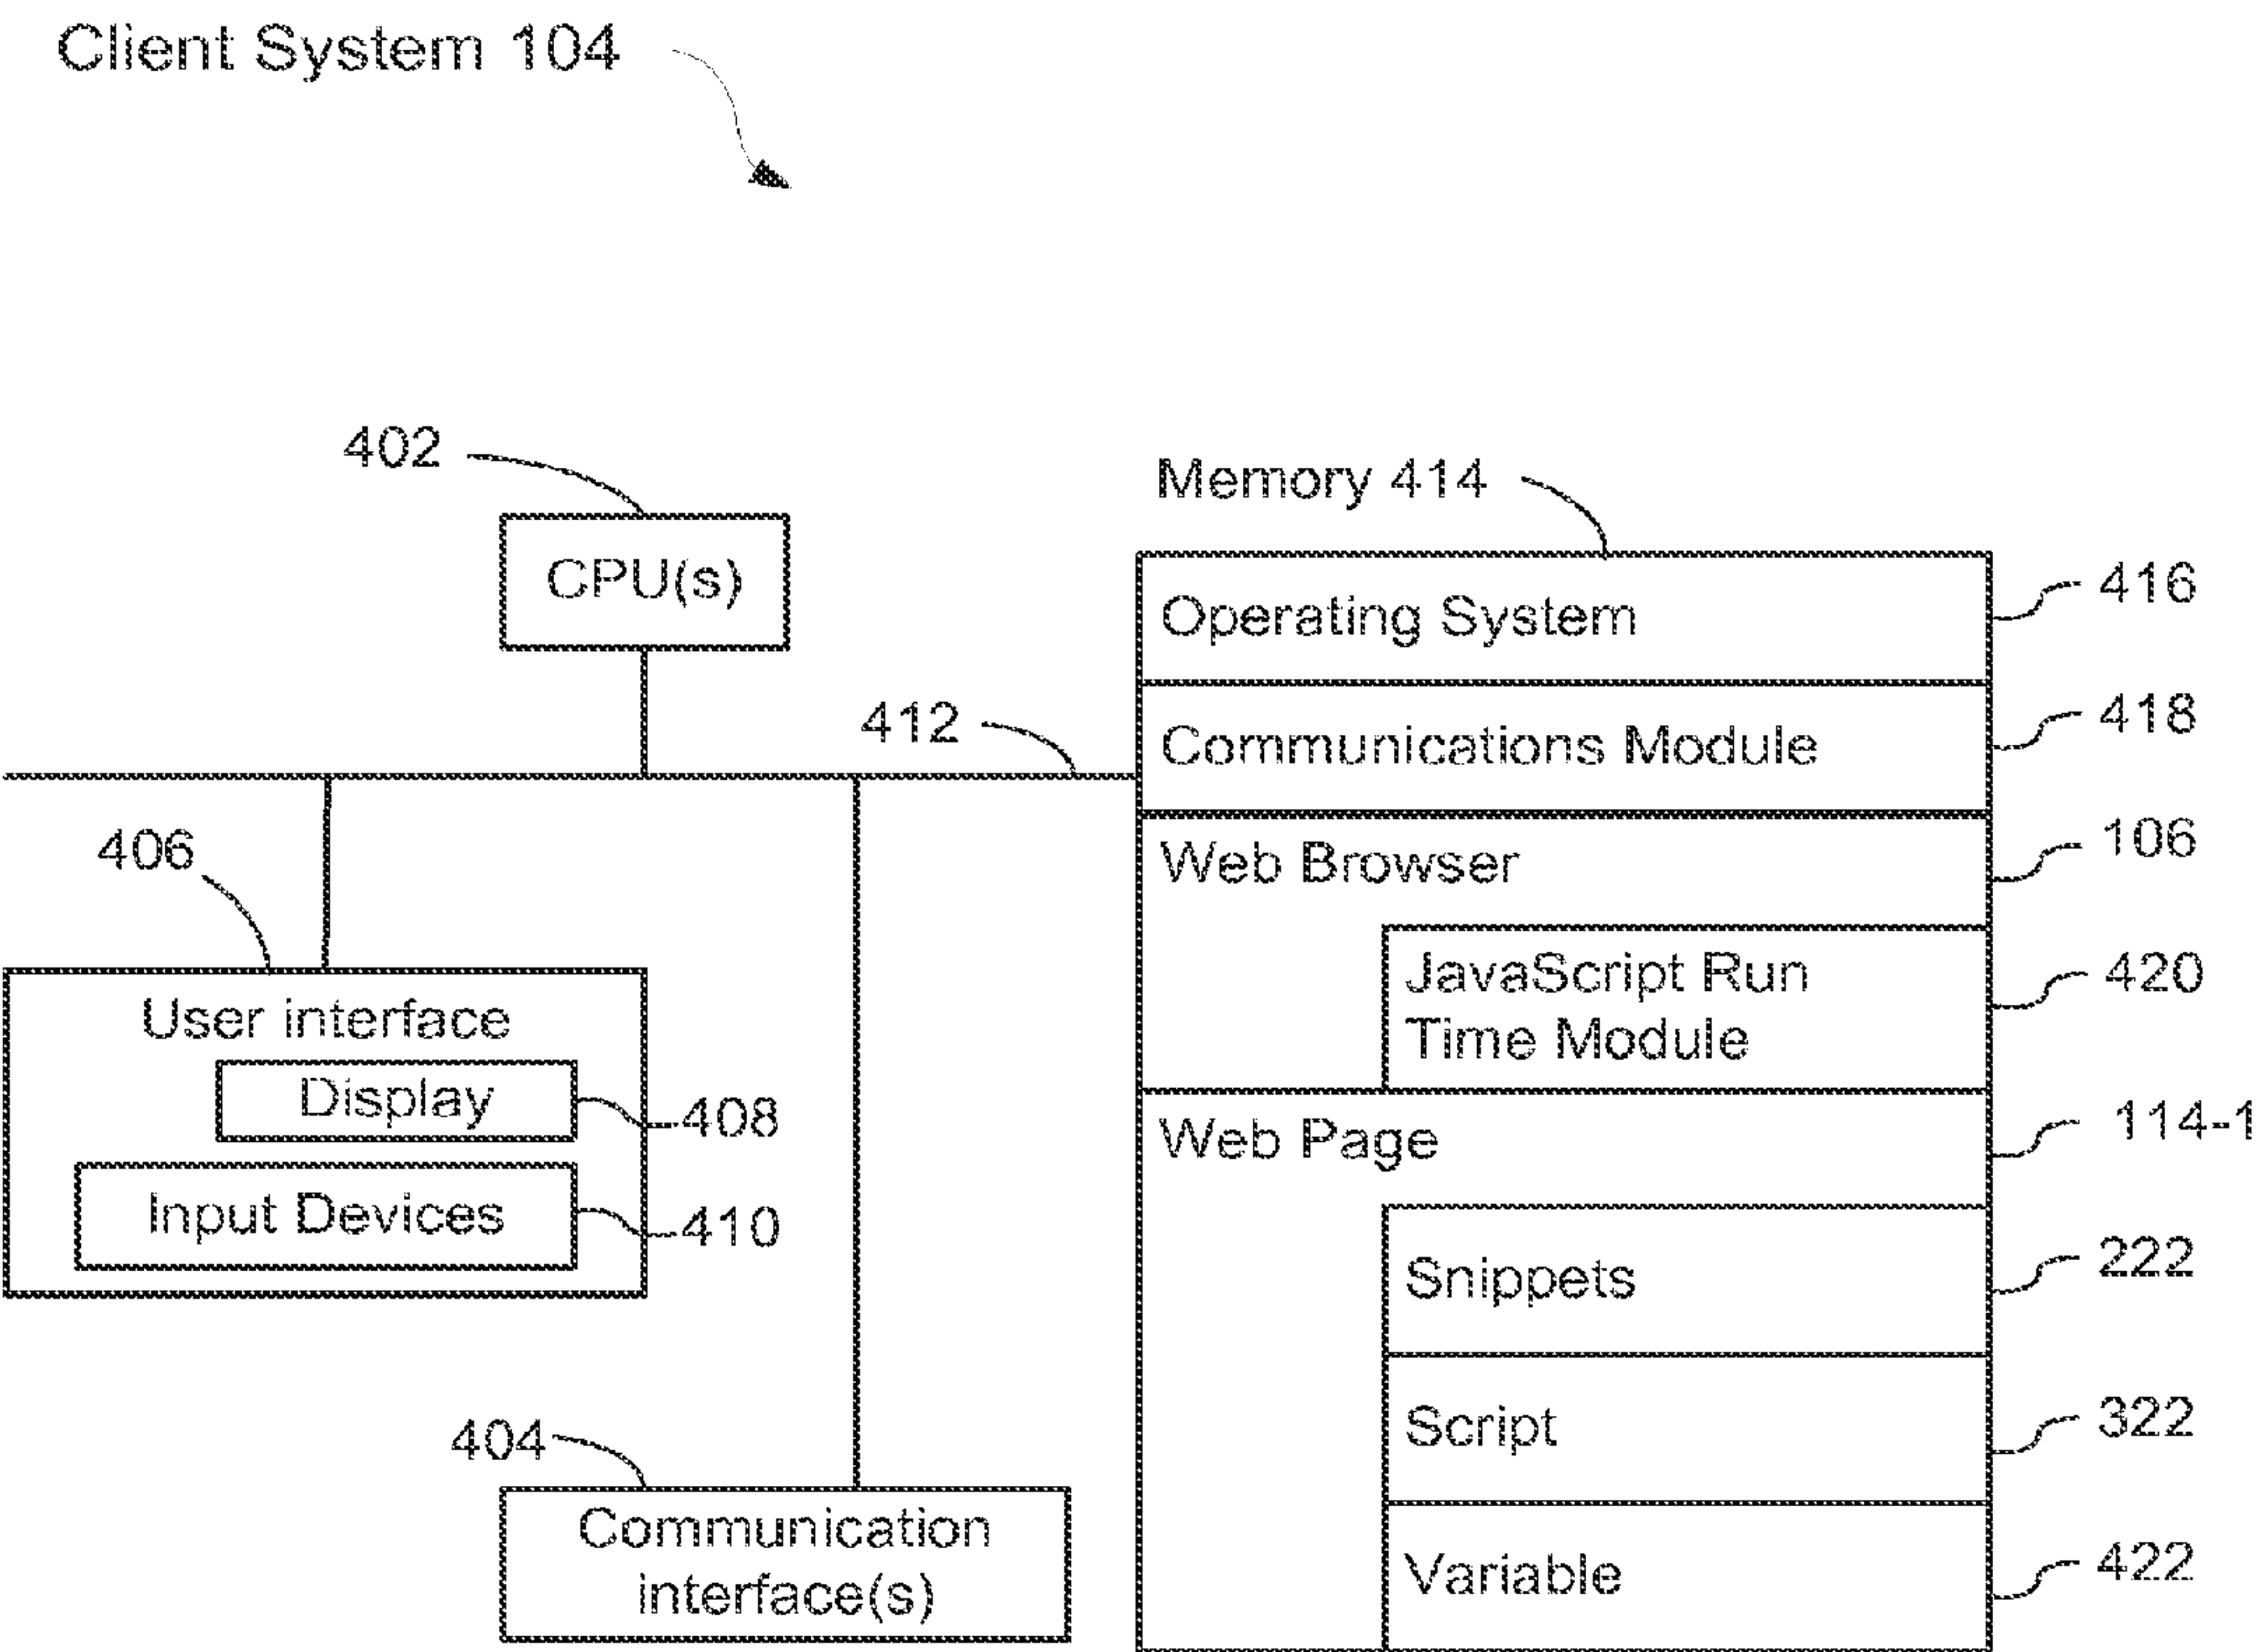 Client System 104
402
CPU(s)
412
406
User interface
Display
408
Input Devices
410
404
Communication
interface(s)
Memory 414
Operating System
416
Communications Module
418
Web Browser
106
JavaScript Run
Time Module
420
Web Page
114-1
Snippets
222
Script
322
Variable
422